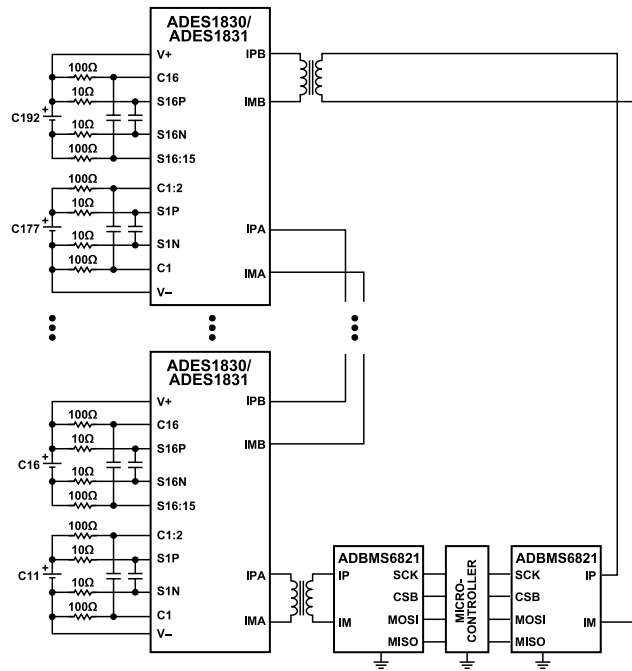 ADES1830/
ADES1831
V+
100Ω
C16
10Ω
S16P
C192
+
10Ω
S16N
100Ω
S16:15
100Ω
C1:2
10Ω
S1P
C177
+
10Ω
S1N
100Ω
C1
V–
IPB
IMB
IPA
IMA
ADES1830/
ADES1831
V+
100Ω
C16
10Ω
S16P
C16
+
10Ω
S16N
100Ω
S16:15
100Ω
C1:2
10Ω
S1P
C11
+
10Ω
S1N
100Ω
C1
V–
IPB
IMB
IPA
IMA
ADBMS6821
IP
IM
SCK
CSB
MOSI
MISO
MICRO-
CONTROLLER
ADBMS6821
SCK
CSB
MOSI
MISO
IP
IM